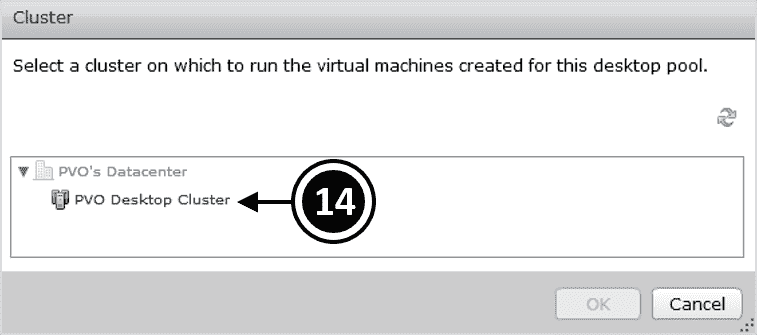 Cluster
Select a cluster on which to run the virtual machines created for this desktop pool.
PVO's Datacenter
PVO Desktop Cluster
14
OK
Cancel